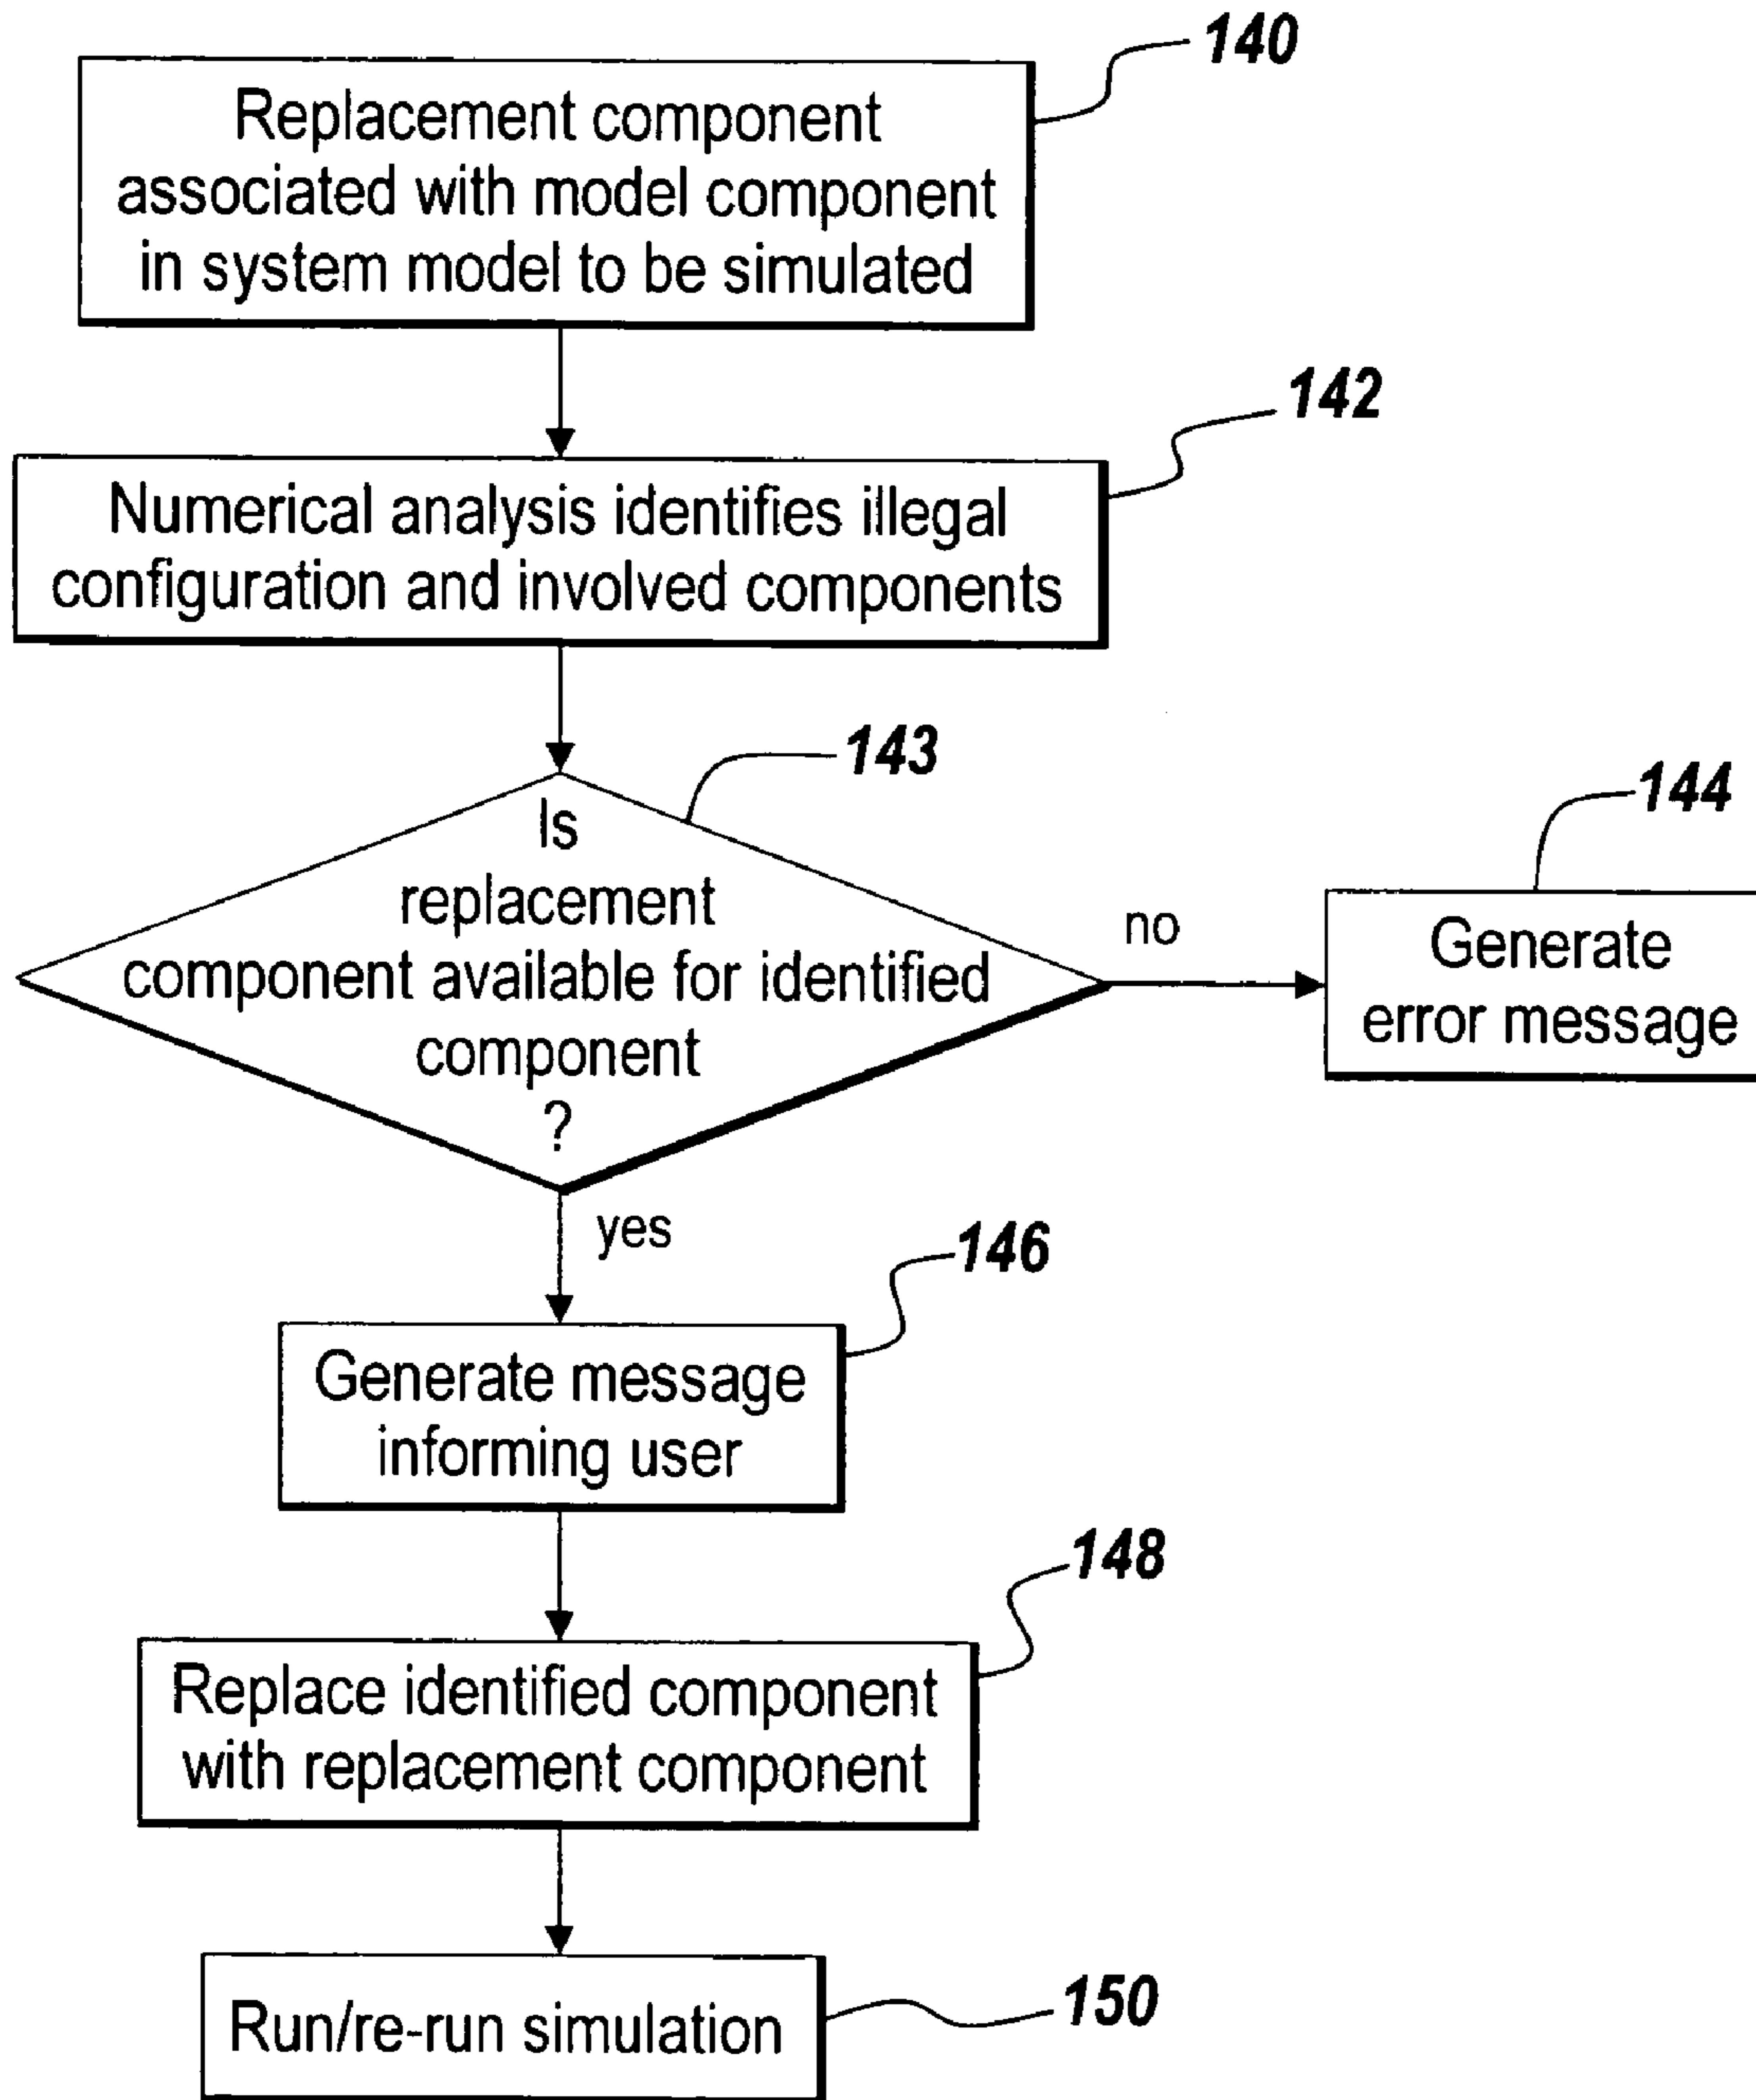 140
Replacement component
associated with model component
in system model to be simulated
142
Numerical analysis identifies illegal
configuration and involved components
143
Is
replacement
component available for identified
component
?
no
144
Generate
error message
yes
146
Generate message
informing user
148
Replace identified component
with replacement component
150
Run/re-run simulation